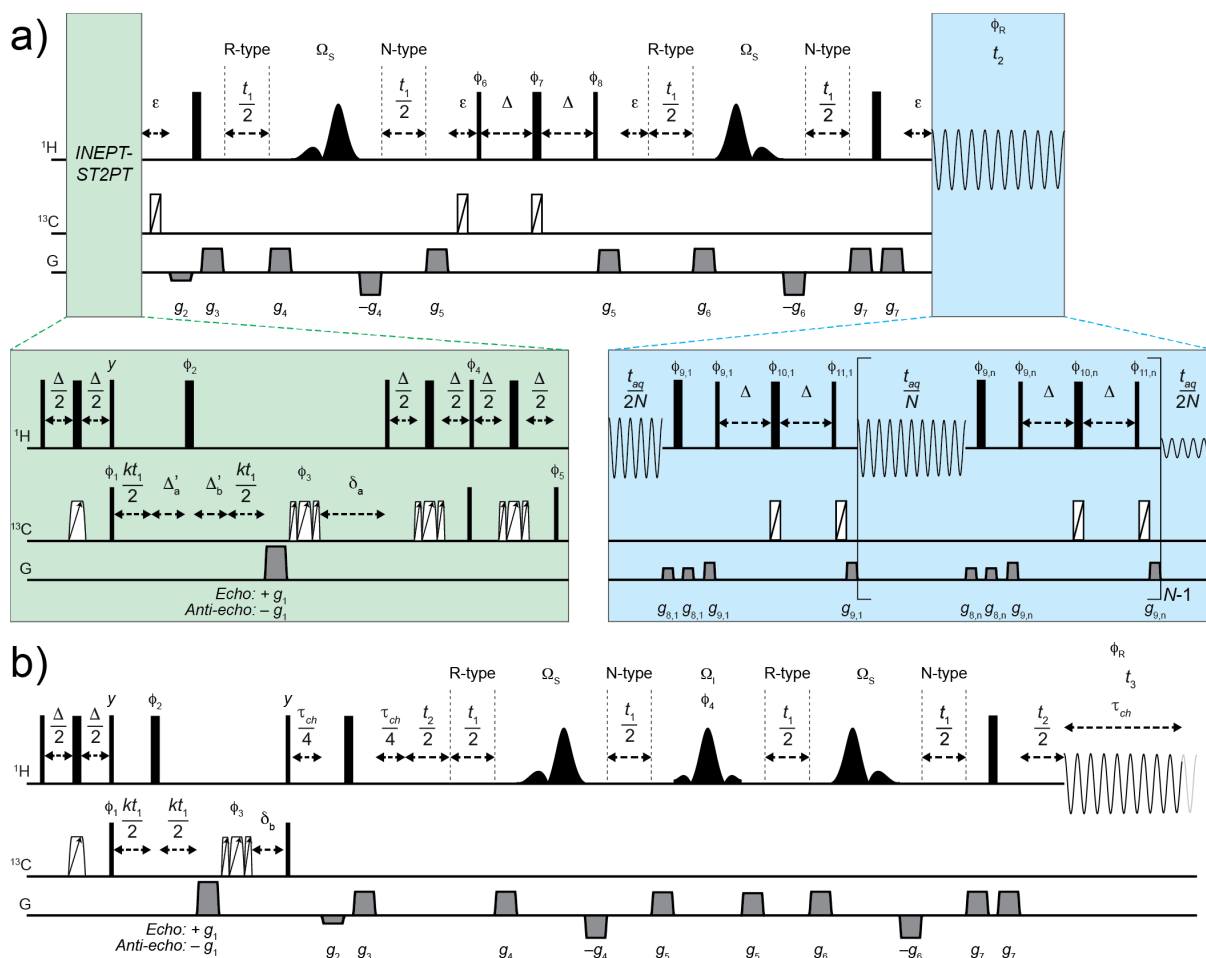 a)
R-type Ω_S N-type R-type Ω_S N-type ϕ_R
t_2
ε t_1/2 t_1/2 ε ϕ_6 Δ ϕ_7 Δ ϕ_8 ε t_1/2 t_1/2 ε
¹H
INEPT-
ST2PT
¹³C
G
g_2 g_3 g_4 –g_4 g_5 g_5 g_6 –g_6 g_7 g_7
Δ/2 Δ/2 y ϕ_2 Δ/2 Δ/2 ϕ_4 Δ/2 Δ/2
¹H
ϕ_1 kt_1/2 Δ'_a Δ'_b kt_1/2 ϕ_3 δ_a ϕ_5
¹³C
G
Echo: + g_1
Anti-echo: – g_1
t_aq/2N ϕ_9,1 ϕ_9,1 Δ ϕ_10,1 Δ ϕ_11,1 t_aq/N ϕ_9,n ϕ_9,n Δ ϕ_10,n Δ ϕ_11,n t_aq/2N
¹H
¹³C
G
g_8,1 g_8,1 g_9,1 g_9,1 g_8,n g_8,n g_9,n g_9,n N-1
b)
R-type Ω_S N-type Ω_I R-type Ω_S N-type ϕ_R
ϕ_4 t_3
Δ/2 Δ/2 y ϕ_2 y τ_ch/4 τ_ch/4 t_2/2 t_1/2 t_1/2 t_1/2 t_1/2 t_2/2 τ_ch
¹H
ϕ_1 kt_1/2 kt_1/2 ϕ_3 δ_b
¹³C
G
Echo: + g_1
Anti-echo: – g_1
g_2 g_3 g_4 –g_4 g_5 g_5 g_6 –g_6 g_7 g_7